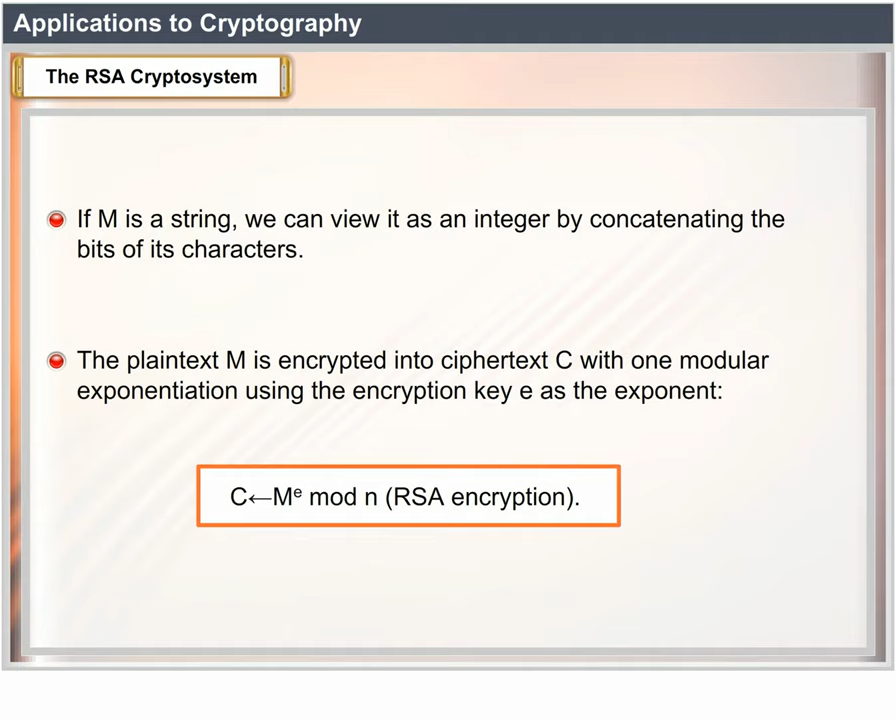 Applications to Cryptography
The RSA Cryptosystem
If M is a string, we can view it as an integer by concatenating the
bits of its characters.
The plaintext M is encrypted into ciphertext C with one modular
exponentiation using the encryption key e as the exponent:
C←Mᵉ mod n (RSA encryption).